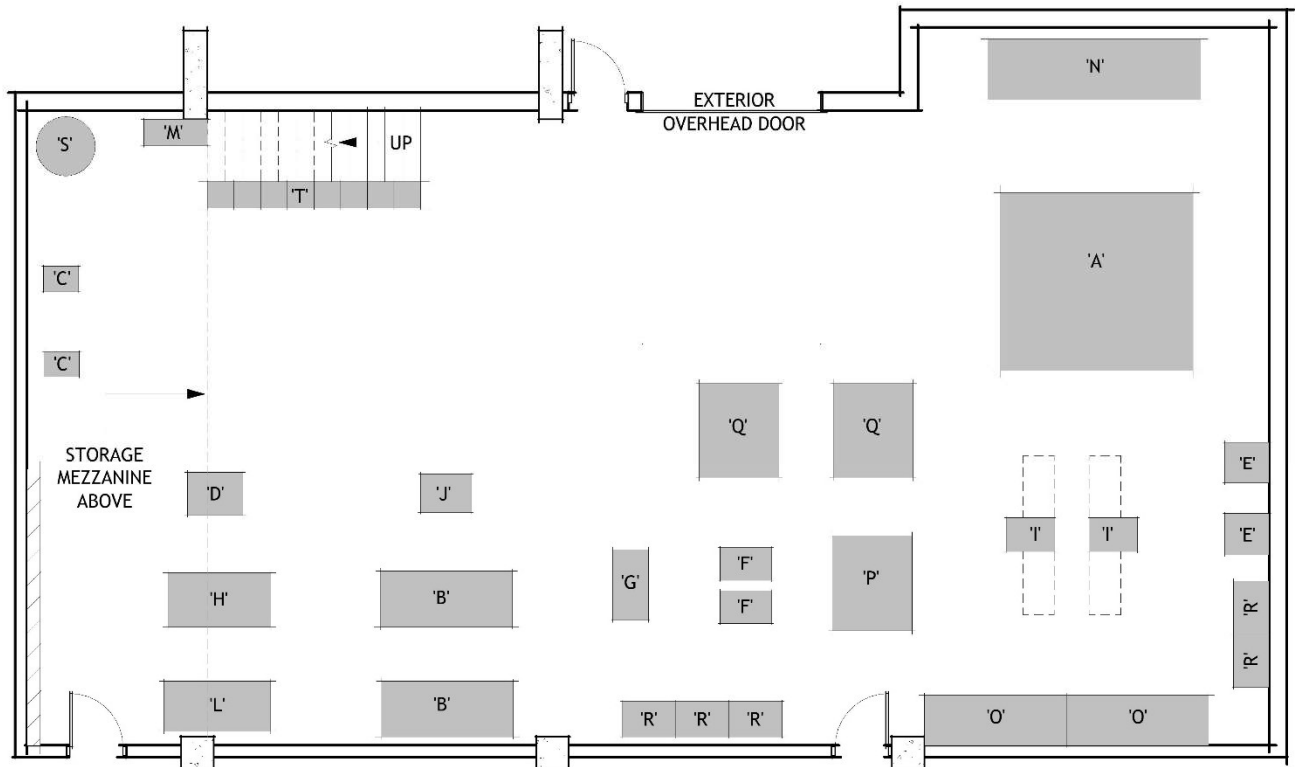 'N'
EXTERIOR
OVERHEAD DOOR
'M'
'S'
UP
'T'
'A'
'C'
'C'
'Q'
'Q'
STORAGE
MEZZANINE
ABOVE
'E'
'D'
'J'
'I'
'I'
'E'
'F'
'G'
'P'
'H'
'B'
'F'
'R'
'R'
'L'
'B'
'R'
'R'
'R'
'O'
'O'